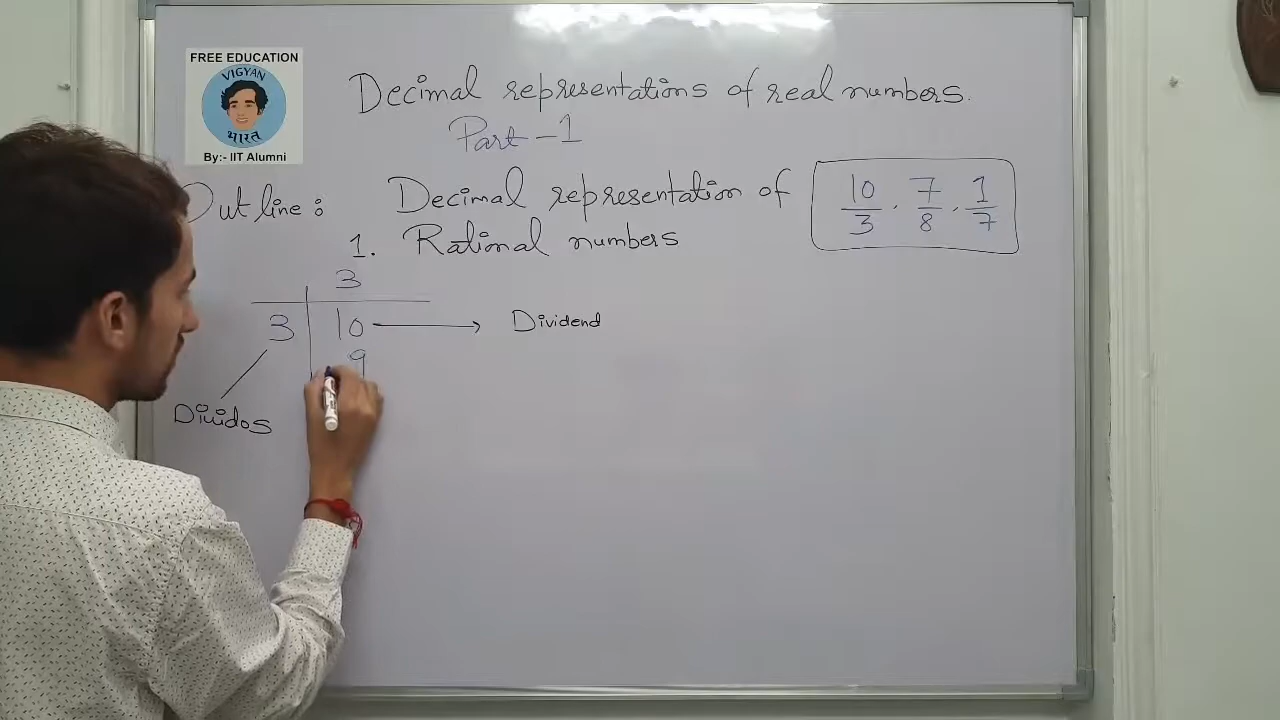 FREE EDUCATION
VIGYAN
भारत
By:- IIT Alumni
Decimal representations of real numbers.
Part-1
Outline: Decimal representation of
10/3, 7/8, 1/7
1. Rational numbers
3
3 10 → Dividend
9
Dividos